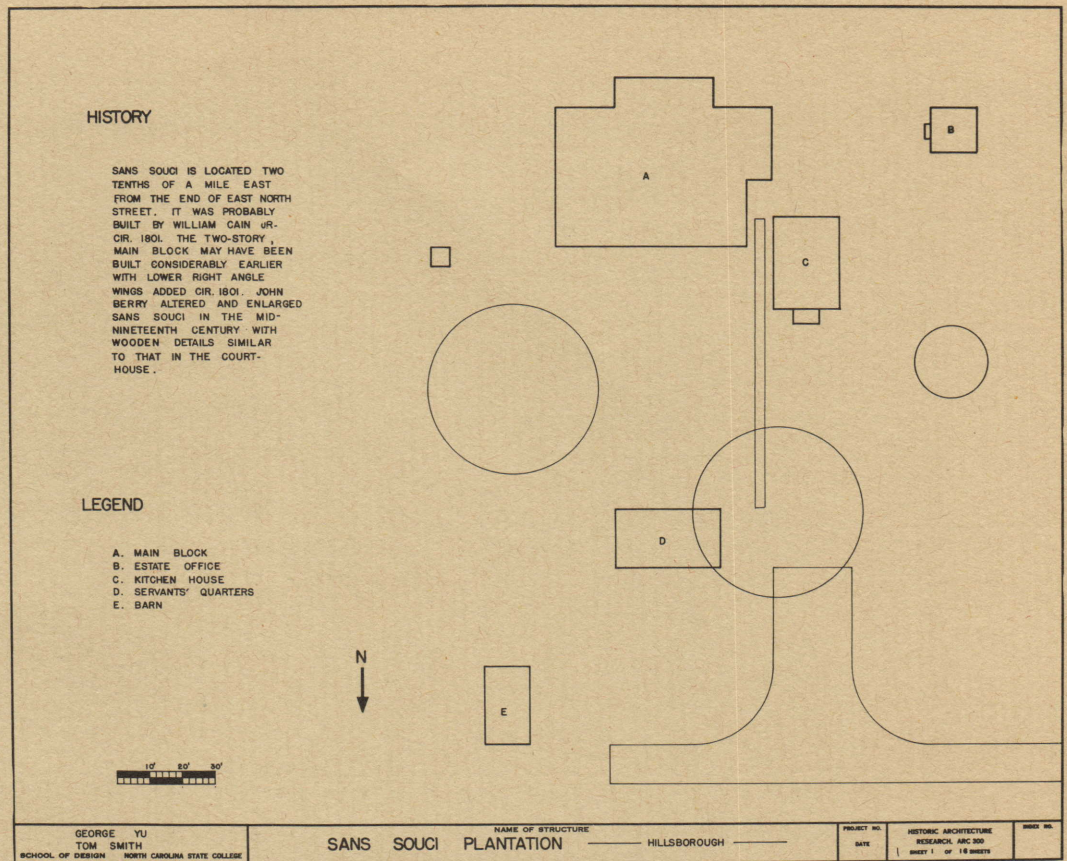 HISTORY
SANS SOUCI IS LOCATED TWO
TENTHS OF A MILE EAST
FROM THE END OF EAST NORTH
STREET. IT WAS PROBABLY
BUILT BY WILLIAM CAIN JR-
CIR. 1801. THE TWO-STORY,
MAIN BLOCK MAY HAVE BEEN
BUILT CONSIDERABLY EARLIER
WITH LOWER RIGHT ANGLE
WINGS ADDED CIR. 1801. JOHN
BERRY ALTERED AND ENLARGED
SANS SOUCI IN THE MID-
NINETEENTH CENTURY WITH
WOODEN DETAILS SIMILAR
TO THAT IN THE COURT-
HOUSE.
A
B
C
D
E
LEGEND
A. MAIN BLOCK
B. ESTATE OFFICE
C. KITCHEN HOUSE
D. SERVANTS' QUARTERS
E. BARN
N
10' 20' 30'
GEORGE YU
TOM SMITH
SCHOOL OF DESIGN NORTH CAROLINA STATE COLLEGE
NAME OF STRUCTURE
SANS SOUCI PLANTATION HILLSBOROUGH
PROJECT NO.
DATE
HISTORIC ARCHITECTURE
RESEARCH, ARC 300
SHEET 1 OF 16 SHEETS
INDEX NO.